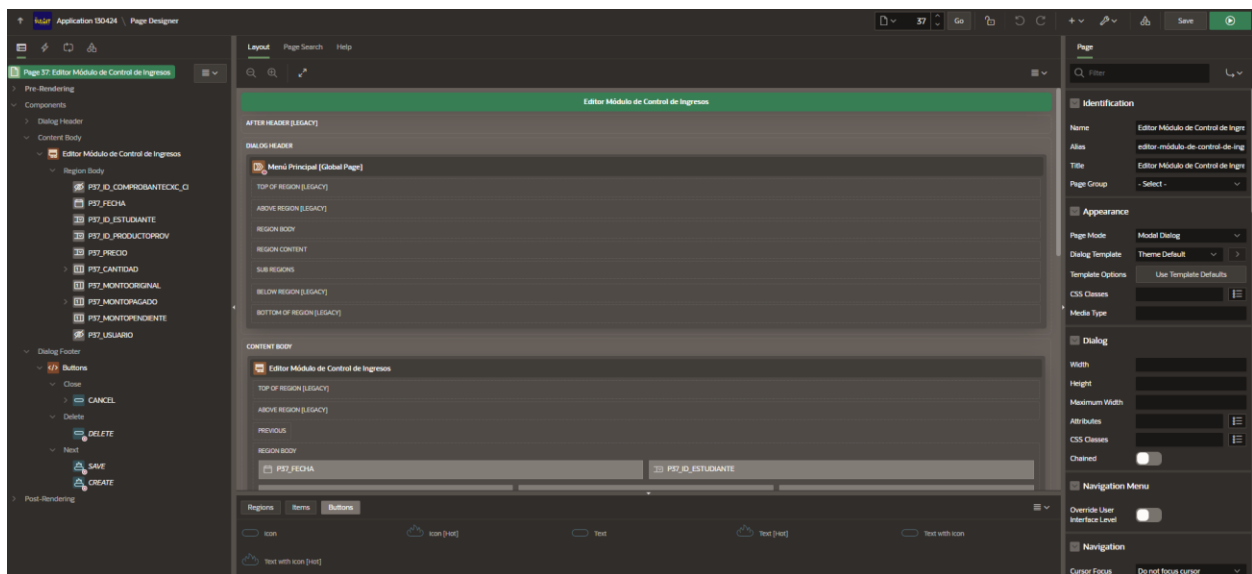 Application 130424 \ Page Designer
37
Go
Save
Page 37: Editor Módulo de Control de Ingresos
Pre-Rendering
Components
Dialog Header
Content Body
Editor Módulo de Control de Ingresos
Region Body
P37_ID_COMPROBANTECXC_CI
P37_FECHA
P37_ID_ESTUDIANTE
P37_ID_PRODUCTOPROV
P37_PRECIO
P37_CANTIDAD
P37_MONTOORIGINAL
P37_MONTOPAGADO
P37_MONTOPENDIENTE
P37_USUARIO
Dialog Footer
Buttons
Close
CANCEL
Delete
DELETE
Next
SAVE
CREATE
Post-Rendering
Layout Page Search Help
Editor Módulo de Control de Ingresos
AFTER HEADER [LEGACY]
DIALOG HEADER
Menú Principal [Global Page]
TOP OF REGION [LEGACY]
ABOVE REGION [LEGACY]
REGION BODY
REGION CONTENT
SUB REGIONS
BELOW REGION [LEGACY]
BOTTOM OF REGION [LEGACY]
CONTENT BODY
Editor Módulo de Control de Ingresos
TOP OF REGION [LEGACY]
ABOVE REGION [LEGACY]
PREVIOUS
REGION BODY
P37_FECHA P37_ID_ESTUDIANTE
Regions Items Buttons
Icon Icon [Hot] Text Text [Hot] Text with Icon
Text with Icon [Hot]
Page
Filter
Identification
Name Editor Módulo de Control de Ingre
Alias editor-módulo-de-control-de-ing
Title Editor Módulo de Control de Ingre
Page Group - Select -
Appearance
Page Mode Modal Dialog
Dialog Template Theme Default
Template Options Use Template Defaults
CSS Classes
Media Type
Dialog
Width
Height
Maximum Width
Attributes
CSS Classes
Chained
Navigation Menu
Override User
Interface Level
Navigation
Cursor Focus Do not focus cursor